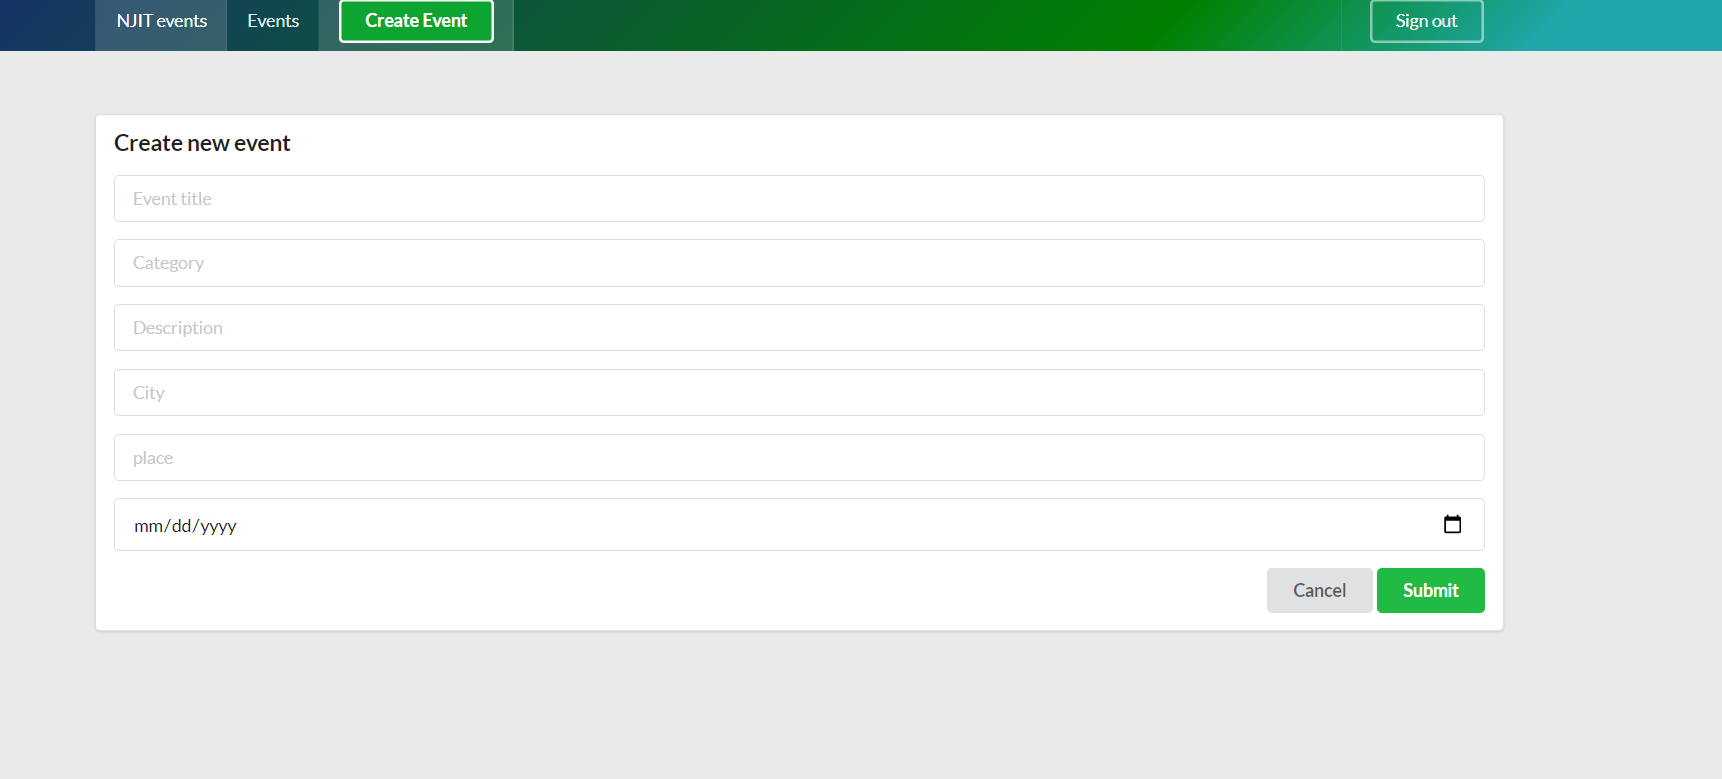 NJIT events Events Create Event Sign out
Create new event
Event title
Category
Description
City
place
mm/dd/yyyy
Cancel Submit